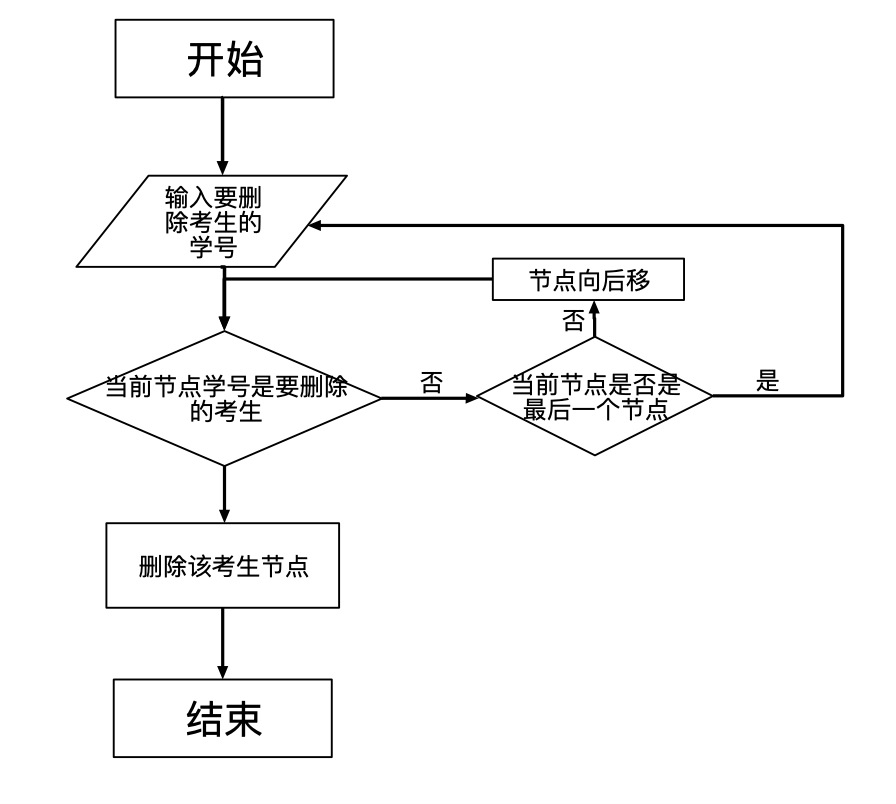 开始
输入要删
除考生的
学号
节点向后移
否
当前节点学号是要删除
的考生
否
当前节点是否是
最后一个节点
是
删除该考生节点
结束